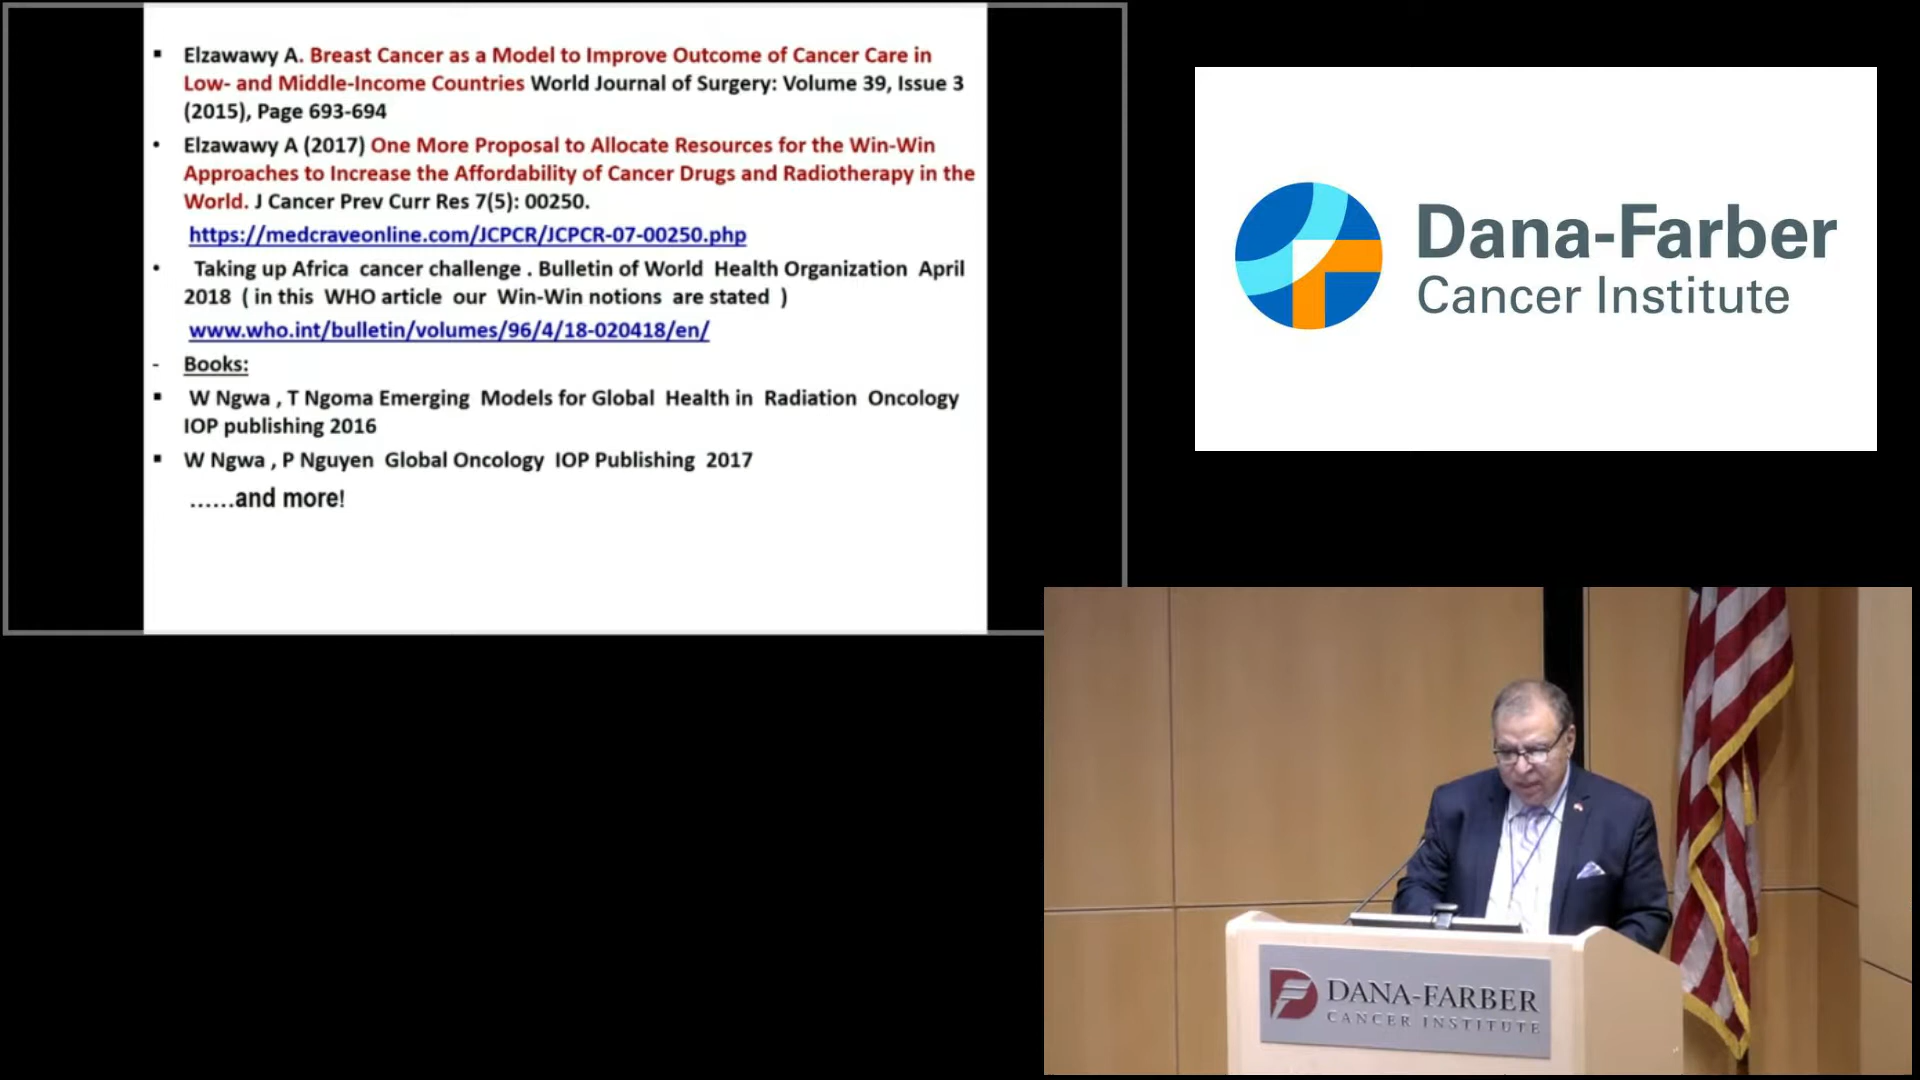 Elzawawy A. Breast Cancer as a Model to Improve Outcome of Cancer Care in
Low- and Middle-Income Countries World Journal of Surgery: Volume 39, Issue 3
(2015), Page 693-694
Elzawawy A (2017) One More Proposal to Allocate Resources for the Win-Win
Approaches to Increase the Affordability of Cancer Drugs and Radiotherapy in the
World. J Cancer Prev Curr Res 7(5): 00250.
https://medcraveonline.com/JCPCR/JCPCR-07-00250.php
Taking up Africa cancer challenge . Bulletin of World Health Organization April
2018 ( in this WHO article our Win-Win notions are stated )
www.who.int/bulletin/volumes/96/4/18-020418/en/
- Books:
W Ngwa , T Ngoma Emerging Models for Global Health in Radiation Oncology
IOP publishing 2016
W Ngwa , P Nguyen Global Oncology IOP Publishing 2017
......and more!
Dana-Farber
Cancer Institute
DANA-FARBER
CANCER INSTITUTE